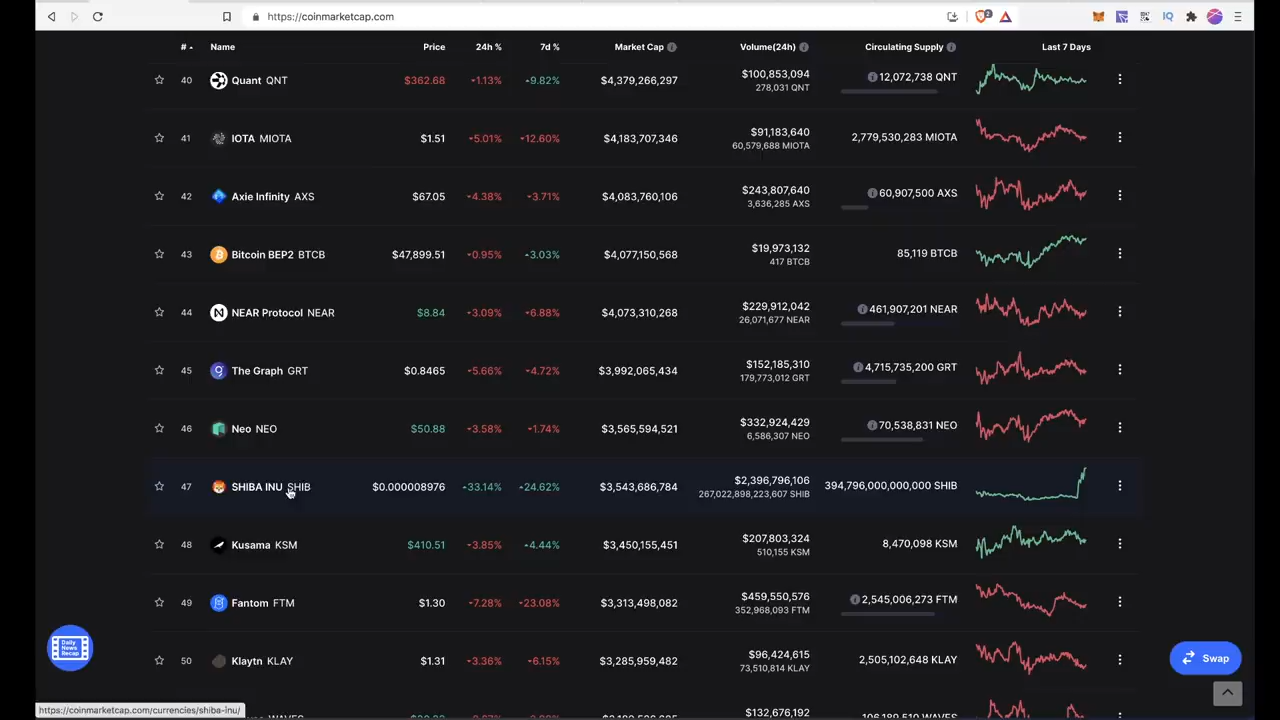 https://coinmarketcap.com
2
IQ
# Name Price 24h % 7d % Market Cap Volume(24h) Circulating Supply Last 7 Days
40 Quant QNT $362.68 1.13% 9.82% $4,379,266,297 $100,853,094 12,072,738 QNT
278,031 QNT
41 IOTA MIOTA $1.51 5.01% 12.60% $4,183,707,346 $91,183,640 2,779,530,283 MIOTA
60,579,688 MIOTA
42 Axie Infinity AXS $67.05 4.38% 3.71% $4,083,760,106 $243,807,640 60,907,500 AXS
3,636,285 AXS
43 Bitcoin BEP2 BTCB $47,899.51 0.95% 3.03% $4,077,150,568 $19,973,132 85,119 BTCB
417 BTCB
44 NEAR Protocol NEAR $8.84 3.09% 6.88% $4,073,310,268 $229,912,042 461,907,201 NEAR
26,071,677 NEAR
45 The Graph GRT $0.8465 5.66% 4.72% $3,992,065,434 $152,185,310 4,715,735,200 GRT
179,773,012 GRT
46 Neo NEO $50.88 3.58% 1.74% $3,565,594,521 $332,924,429 70,538,831 NEO
6,586,307 NEO
47 SHIBA INU SHIB $0.000008976 33.14% 24.62% $3,543,686,784 $2,396,796,106 394,796,000,000,000 SHIB
267,022,898,223,607 SHIB
48 Kusama KSM $410.51 3.85% 4.44% $3,450,155,451 $207,803,324 8,470,098 KSM
510,155 KSM
49 Fantom FTM $1.30 7.28% 23.08% $3,313,498,082 $459,550,576 2,545,006,273 FTM
352,968,093 FTM
50 Klaytn KLAY $1.31 3.36% 6.15% $3,285,959,482 $96,424,615 2,505,102,648 KLAY
73,510,814 KLAY
Daily
News
Recap
Swap
https://coinmarketcap.com/currencies/shiba-inu/
WAVES $132,676,192 106,189,510 WAVES